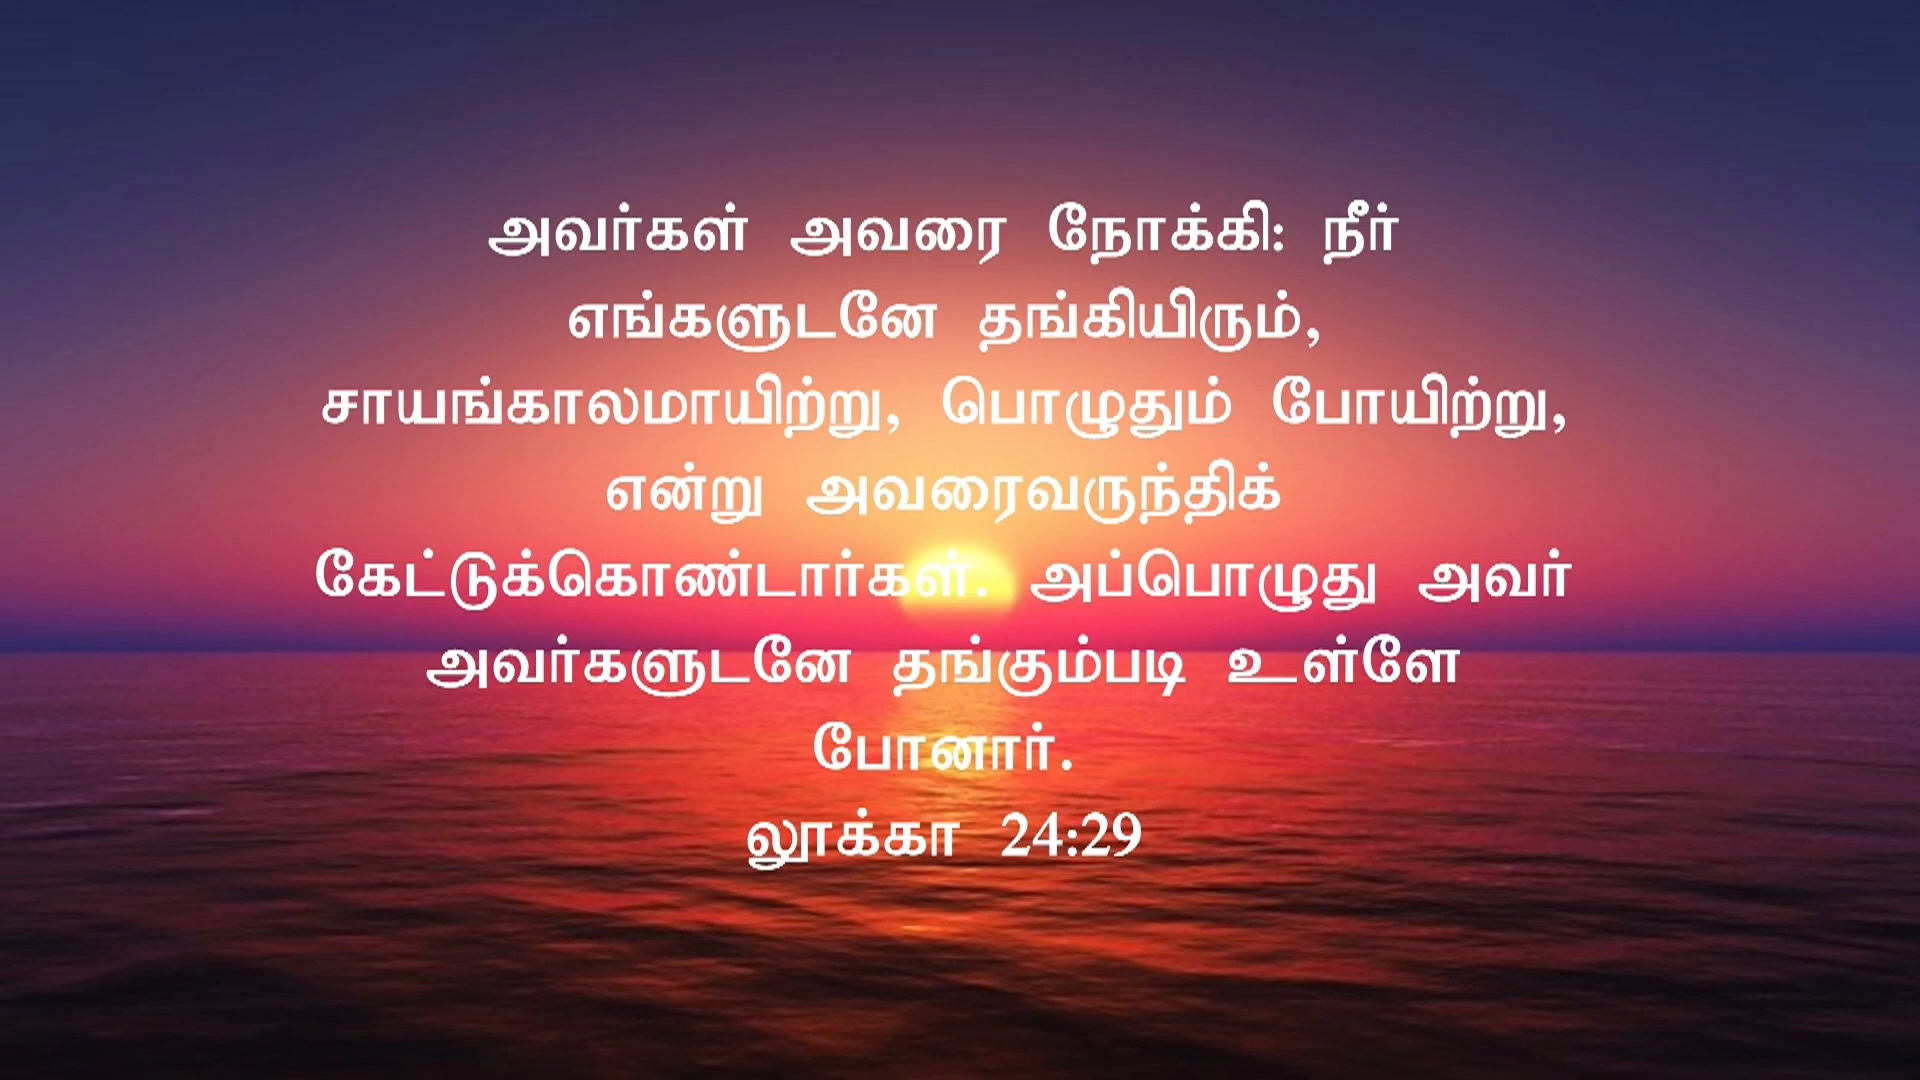 அவர்கள் அவரை நோக்கி: நீர்
எங்களுடனே தங்கியிரும்,
சாயங்காலமாயிற்று, பொழுதும் போயிற்று,
என்று அவரைவருந்திக்
கேட்டுக்கொண்டார்கள். அப்பொழுது அவர்
அவர்களுடனே தங்கும்படி உள்ளே
போனார்.
லூக்கா 24:29